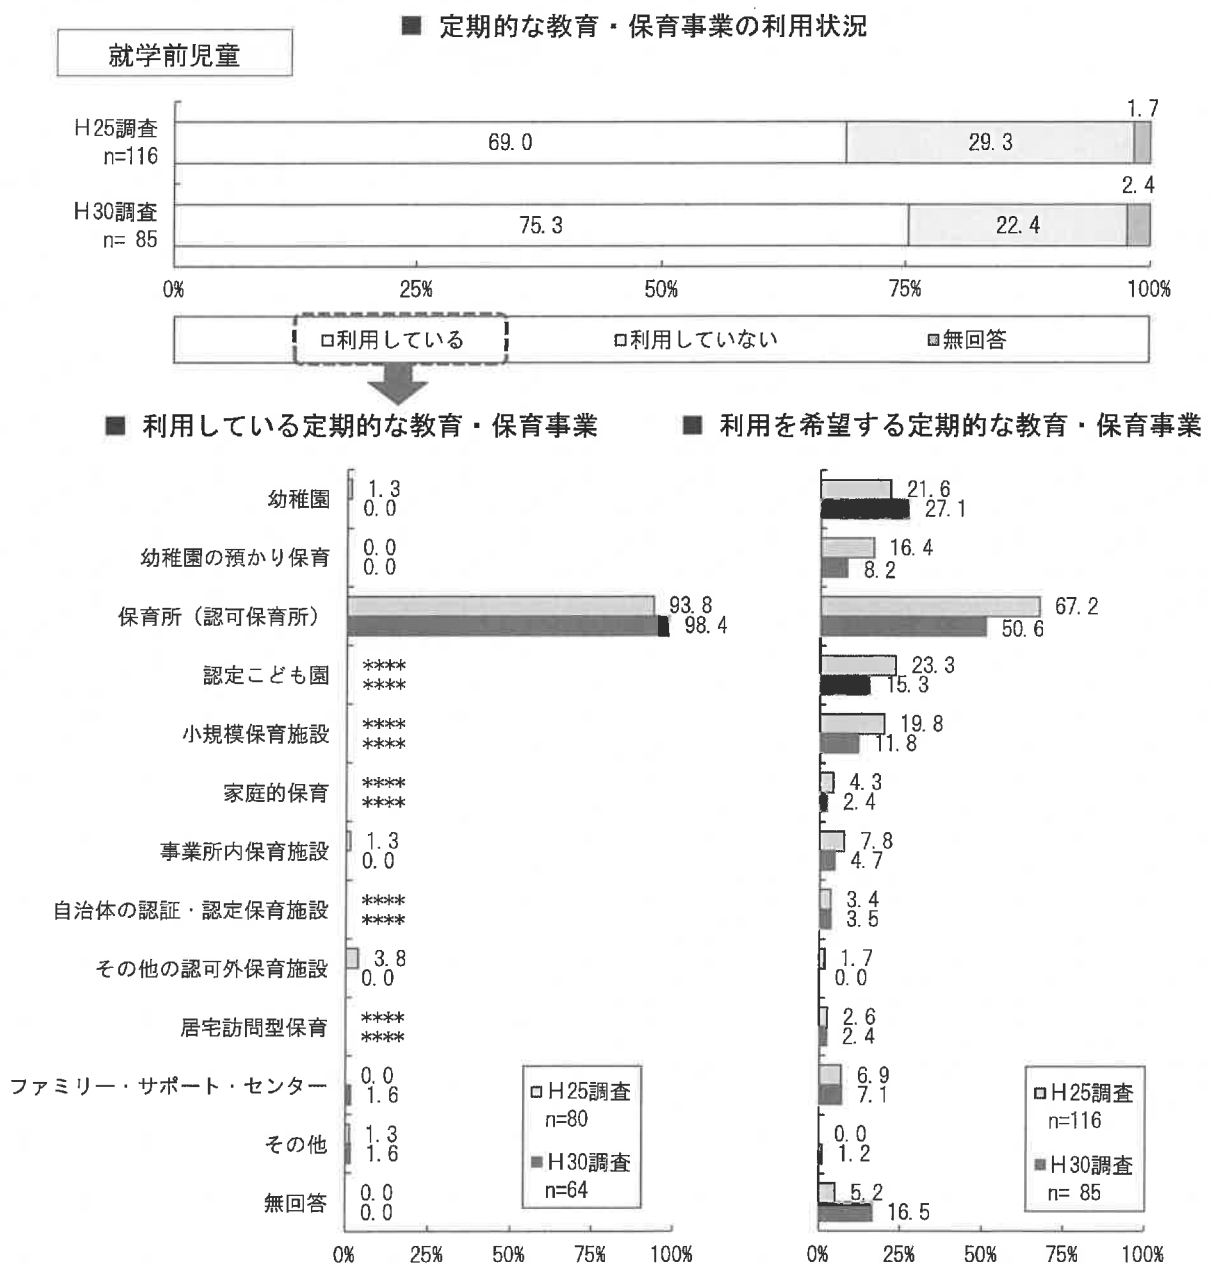 ■ 定期的な教育・保育事業の利用状況
就学前児童
1.7
H25調査
n=116
69.0
29.3
2.4
H30調査
n= 85
75.3
22.4
0%
25%
50%
75%
100%
□利用している
□利用していない
■無回答
■ 利用している定期的な教育・保育事業
■ 利用を希望する定期的な教育・保育事業
幼稚園
1.3
0.0
21.6
27.1
幼稚園の預かり保育
0.0
0.0
16.4
8.2
保育所（認可保育所）
93.8
98.4
67.2
50.6
認定こども園
****
****
23.3
15.3
小規模保育施設
****
****
19.8
11.8
家庭的保育
****
****
4.3
2.4
事業所内保育施設
1.3
0.0
7.8
4.7
自治体の認証・認定保育施設
****
****
3.4
3.5
その他の認可外保育施設
3.8
0.0
1.7
0.0
居宅訪問型保育
****
****
2.6
2.4
ファミリー・サポート・センター
0.0
1.6
6.9
7.1
その他
1.3
1.6
0.0
1.2
無回答
0.0
0.0
5.2
16.5
□H25調査
n=80
■H30調査
n=64
□H25調査
n=116
■H30調査
n= 85
0%
25%
50%
75%
100%
0%
25%
50%
75%
100%